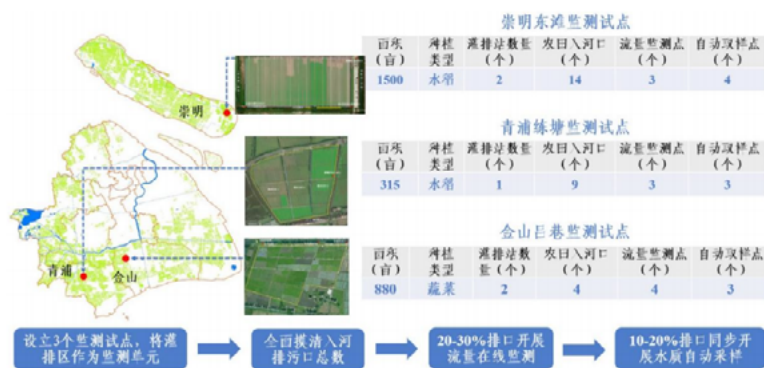 崇明东滩监测试点
面积(亩) 种植类型 灌排站数量(个) 农田入河口(个) 流量监测点(个) 自动取样点(个)
1500 水稻 2 14 3 4
崇明
青浦练塘监测试点
面积(亩) 种植类型 灌排站数量(个) 农田入河口(个) 流量监测点(个) 自动取样点(个)
315 水稻 1 9 3 3
金山吕巷监测试点
面积(亩) 种植类型 灌排站数量(个) 农田入河口(个) 流量监测点(个) 自动取样点(个)
880 蔬菜 2 4 4 3
青浦
金山
设立3个监测试点,将灌
排区作为监测单元
全面摸清入河
排污口总数
20-30%排口开展
流量在线监测
10-20%排口同步开
展水质自动采样